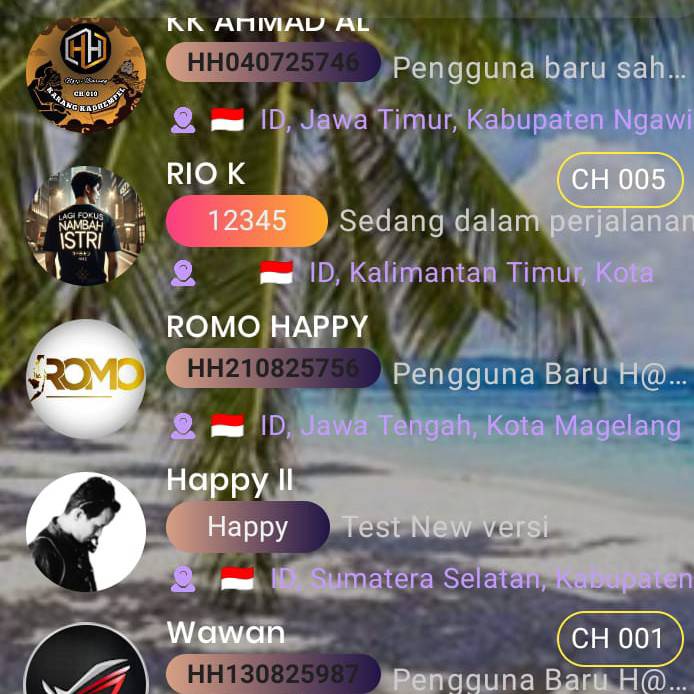 KK AHMAD AL
HH040725746 Pengguna baru sah...
ID, Jawa Timur, Kabupaten Ngawi
CH 010
KARANG KADHEMPEL
RIO K
CH 005
12345 Sedang dalam perjalanan
ID, Kalimantan Timur, Kota
LAGI FOKUS
NAMBAH
ISTRI
ROMO HAPPY
HH210825756 Pengguna Baru H@...
ID, Jawa Tengah, Kota Magelang
ROMO
Happy II
Happy Test New versi
ID, Sumatera Selatan, Kabupaten
Wawan
CH 001
HH130825987 Pengguna Baru H@...